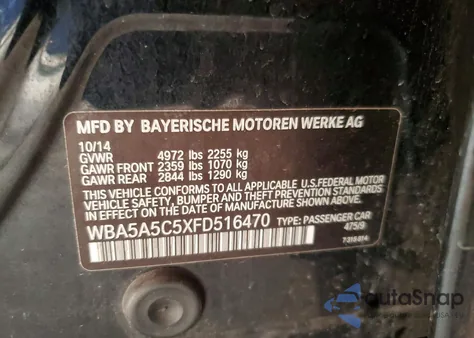 MFD BY BAYERISCHE MOTOREN WERKE AG
10/14
GVWR 4972 lbs 2255 kg
GAWR FRONT 2359 lbs 1070 kg
GAWR REAR 2844 lbs 1290 kg
THIS VEHICLE CONFORMS TO ALL APPLICABLE U.S. FEDERAL MOTOR
VEHICLE SAFETY, BUMPER AND THEFT PREVENTION STANDARDS IN
EFFECT ON THE DATE OF MANUFACTURE SHOWN ABOVE.
WBA5A5C5XFD516470 TYPE: PASSENGER CAR
475/9
autoSnap